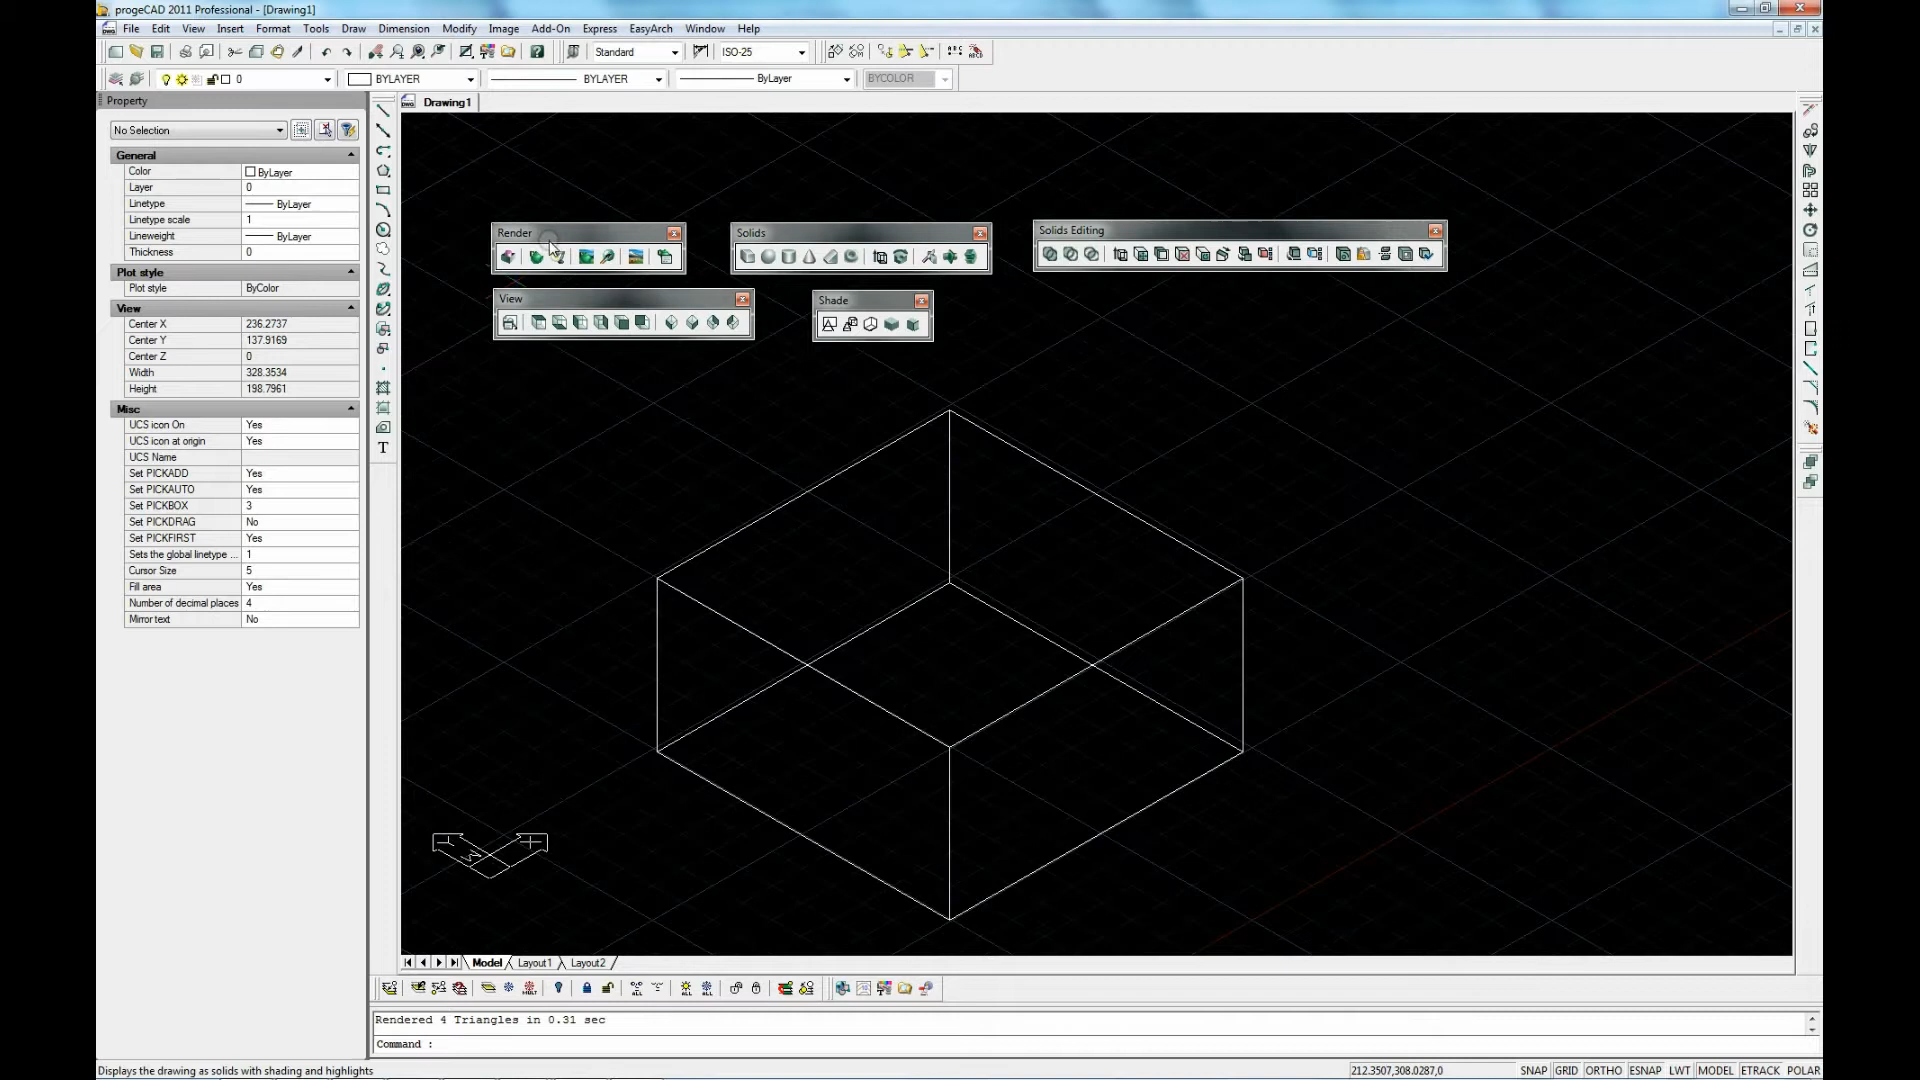 progeCAD 2011 Professional - [Drawing1]
File Edit View Insert Format Tools Draw Dimension Modify Image Add-On Express EasyArch Window Help
Standard ISO-25
0 BYLAYER BYLAYER ByLayer BYCOLOR
Property
Drawing1
No Selection
General
Color ByLayer
Layer 0
Linetype ByLayer
Linetype scale 1
Lineweight ByLayer
Thickness 0
Plot style
Plot style ByColor
View
Center X 236.2737
Center Y 137.9169
Center Z 0
Width 328.3534
Height 198.7961
Misc
UCS icon On Yes
UCS icon at origin Yes
UCS Name
Set PICKADD Yes
Set PICKAUTO Yes
Set PICKBOX 3
Set PICKDRAG No
Set PICKFIRST Yes
Sets the global linetype ... 1
Cursor Size 5
Fill area Yes
Number of decimal places 4
Mirror text No
T
Render
Solids
Solids Editing
View
Shade
W
Model Layout1 Layout2
Rendered 4 Triangles in 0.31 sec
Command :
Displays the drawing as solids with shading and highlights
212.3507,308.0287,0 SNAP GRID ORTHO ESNAP LWT MODEL ETRACK POLAR